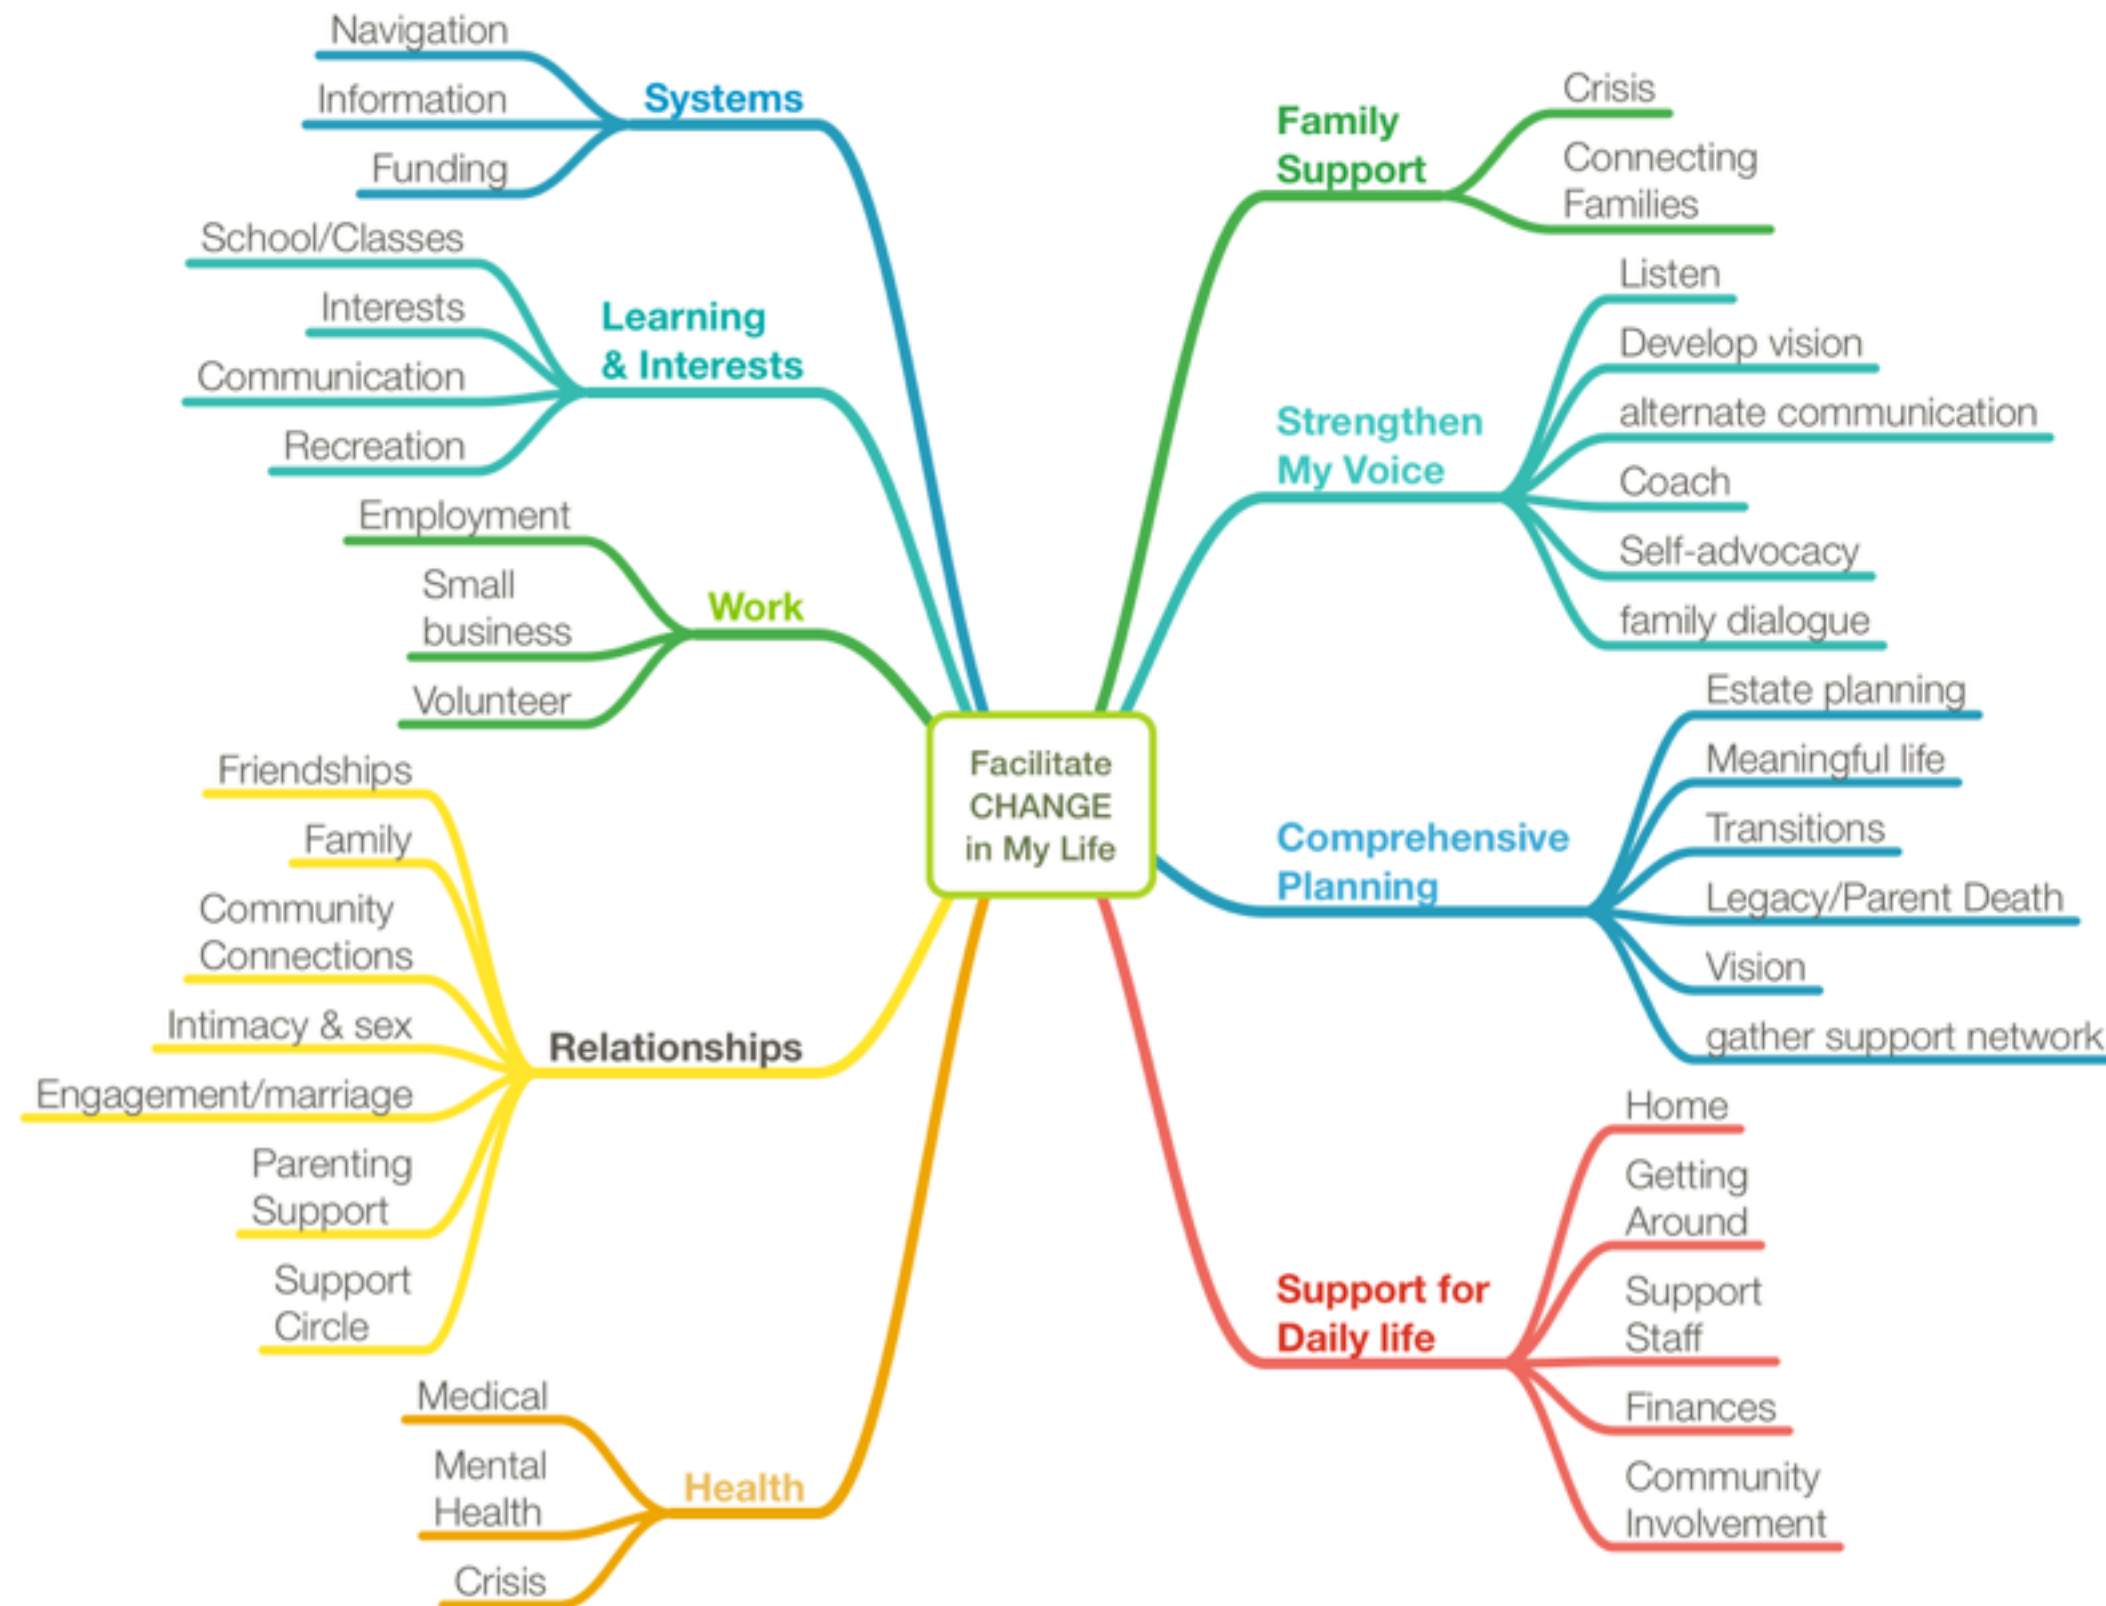 Facilitate
CHANGE
in My Life
Systems
Navigation
Information
Funding
Learning
& Interests
School/Classes
Interests
Communication
Recreation
Work
Employment
Small
business
Volunteer
Relationships
Friendships
Family
Community
Connections
Intimacy & sex
Engagement/marriage
Parenting
Support
Support
Circle
Health
Medical
Mental
Health
Crisis
Family
Support
Crisis
Connecting
Families
Strengthen
My Voice
Listen
Develop vision
alternate communication
Coach
Self-advocacy
family dialogue
Comprehensive
Planning
Estate planning
Meaningful life
Transitions
Legacy/Parent Death
Vision
gather support network
Support for
Daily life
Home
Getting
Around
Support
Staff
Finances
Community
Involvement